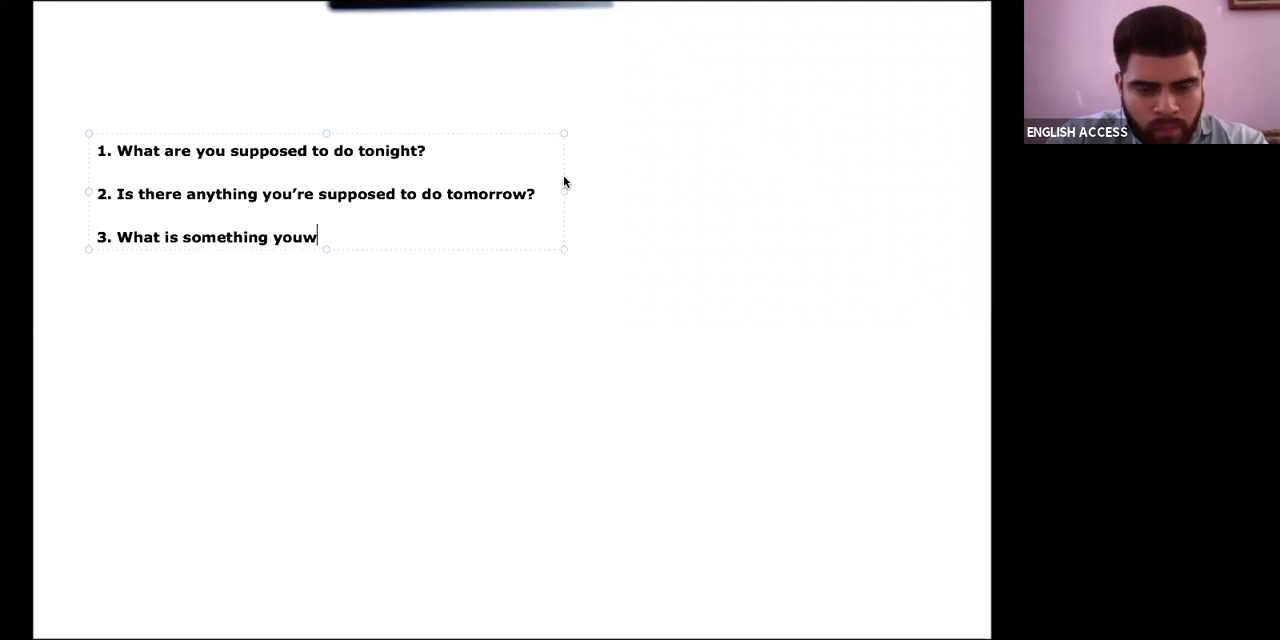 1. What are you supposed to do tonight?
2. Is there anything you’re supposed to do tomorrow?
3. What is something youw
ENGLISH ACCESS